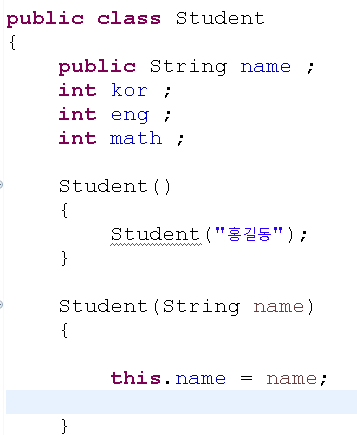 public class Student
{
public String name ;
int kor ;
int eng ;
int math ;
Student()
{
Student("홍길동");
}
Student(String name)
{
this.name = name;
}